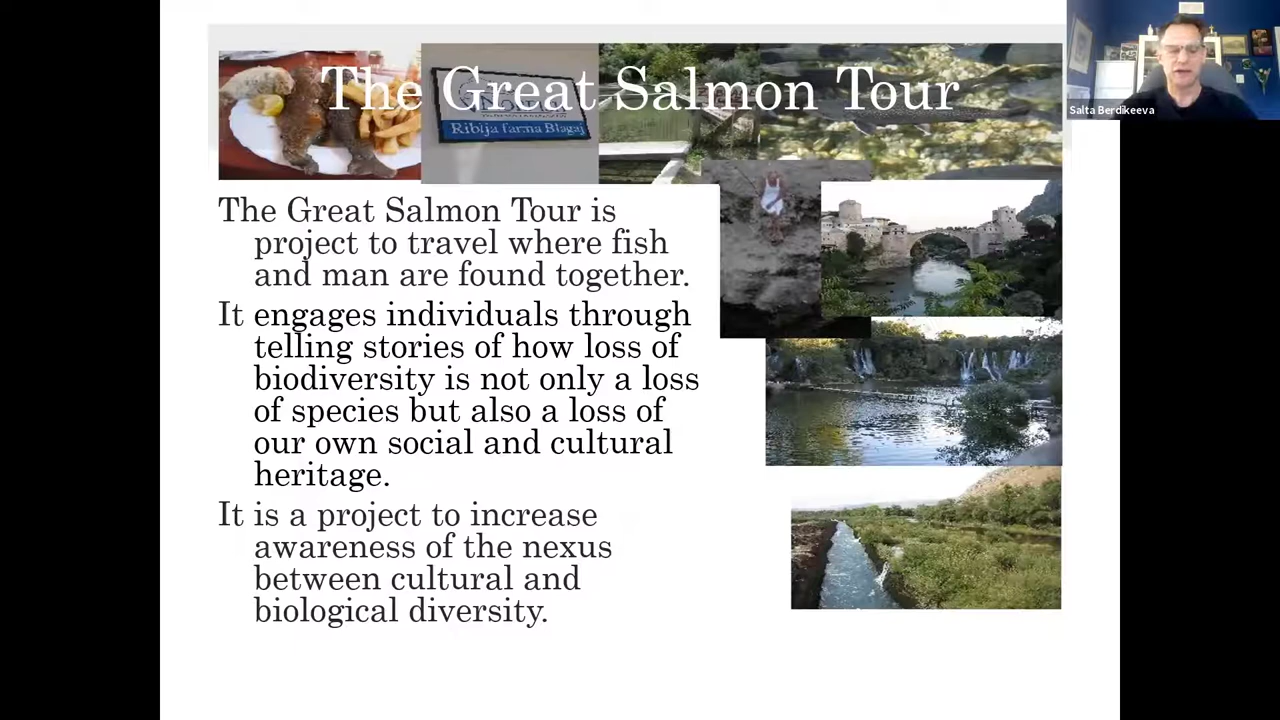 The Great Salmon Tour
Riblja farma Blagaj
Salta Berdikeeva
The Great Salmon Tour is
project to travel where fish
and man are found together.
It engages individuals through
telling stories of how loss of
biodiversity is not only a loss
of species but also a loss of
our own social and cultural
heritage.
It is a project to increase
awareness of the nexus
between cultural and
biological diversity.